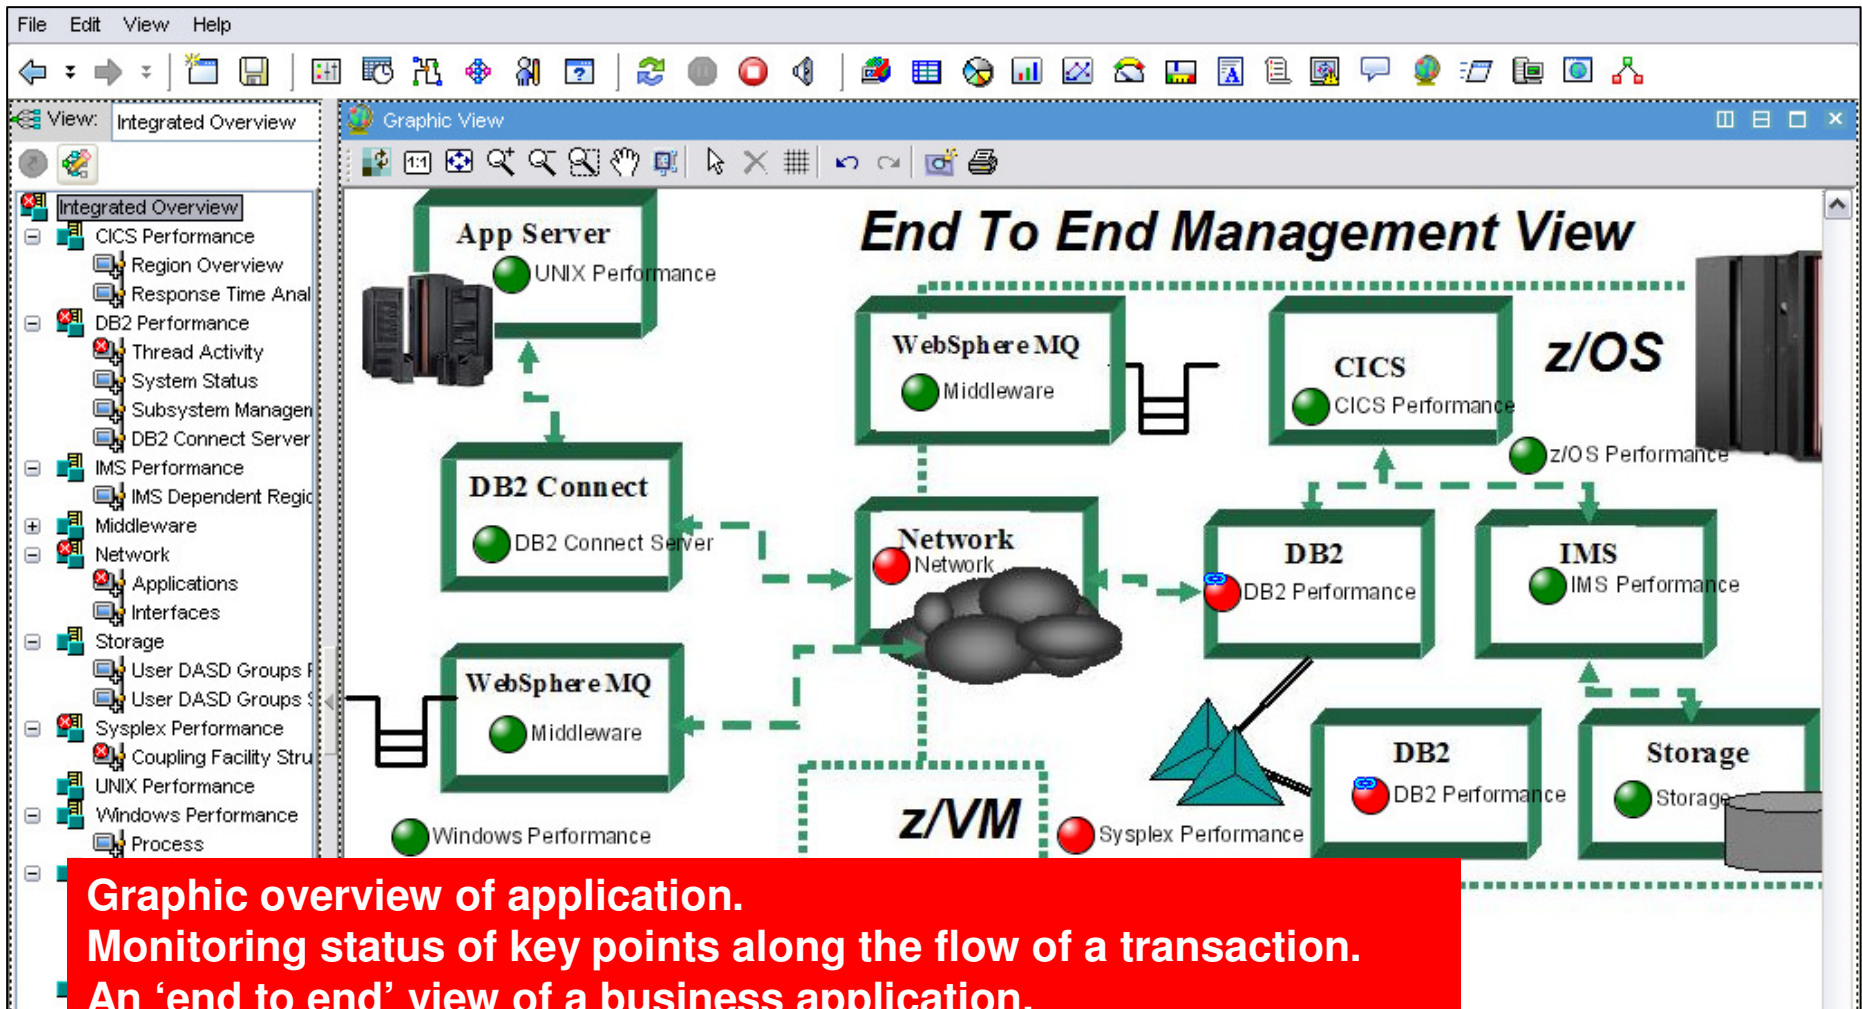 File Edit View Help
View: Integrated Overview
Graphic View
Integrated Overview
CICS Performance
Region Overview
Response Time Anal
DB2 Performance
Thread Activity
System Status
Subsystem Managen
DB2 Connect Server
IMS Performance
IMS Dependent Regio
Middleware
Network
Applications
Interfaces
Storage
User DASD Groups
User DASD Groups
Sysplex Performance
Coupling Facility Stru
UNIX Performance
Windows Performance
Process
1:1
End To End Management View
App Server
UNIX Performance
WebSphere MQ
Middleware
CICS
CICS Performance
z/OS
z/OS Performance
DB2 Connect
DB2 Connect Server
Network
Network
DB2
DB2 Performance
IMS
IMS Performance
WebSphere MQ
Middleware
Windows Performance
z/VM
Sysplex Performance
DB2
DB2 Performance
Storage
Storage
Graphic overview of application.
Monitoring status of key points along the flow of a transaction.
An ‘end to end’ view of a business application.